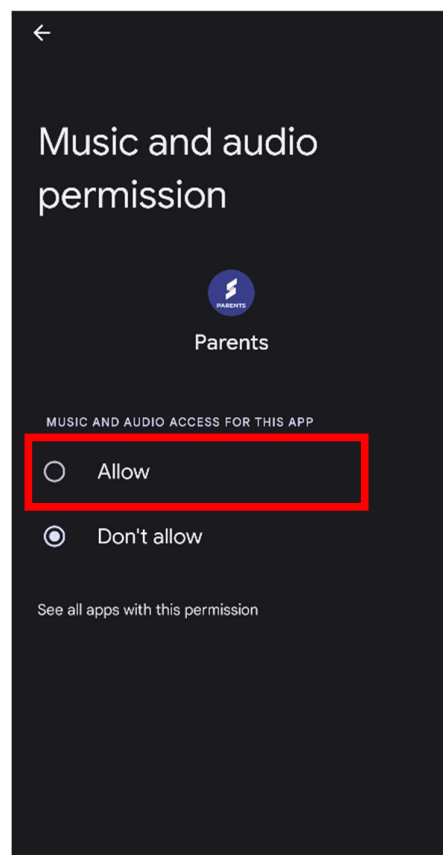 Music and audio
permission
PARENTS
Parents
MUSIC AND AUDIO ACCESS FOR THIS APP
Allow
Don't allow
See all apps with this permission